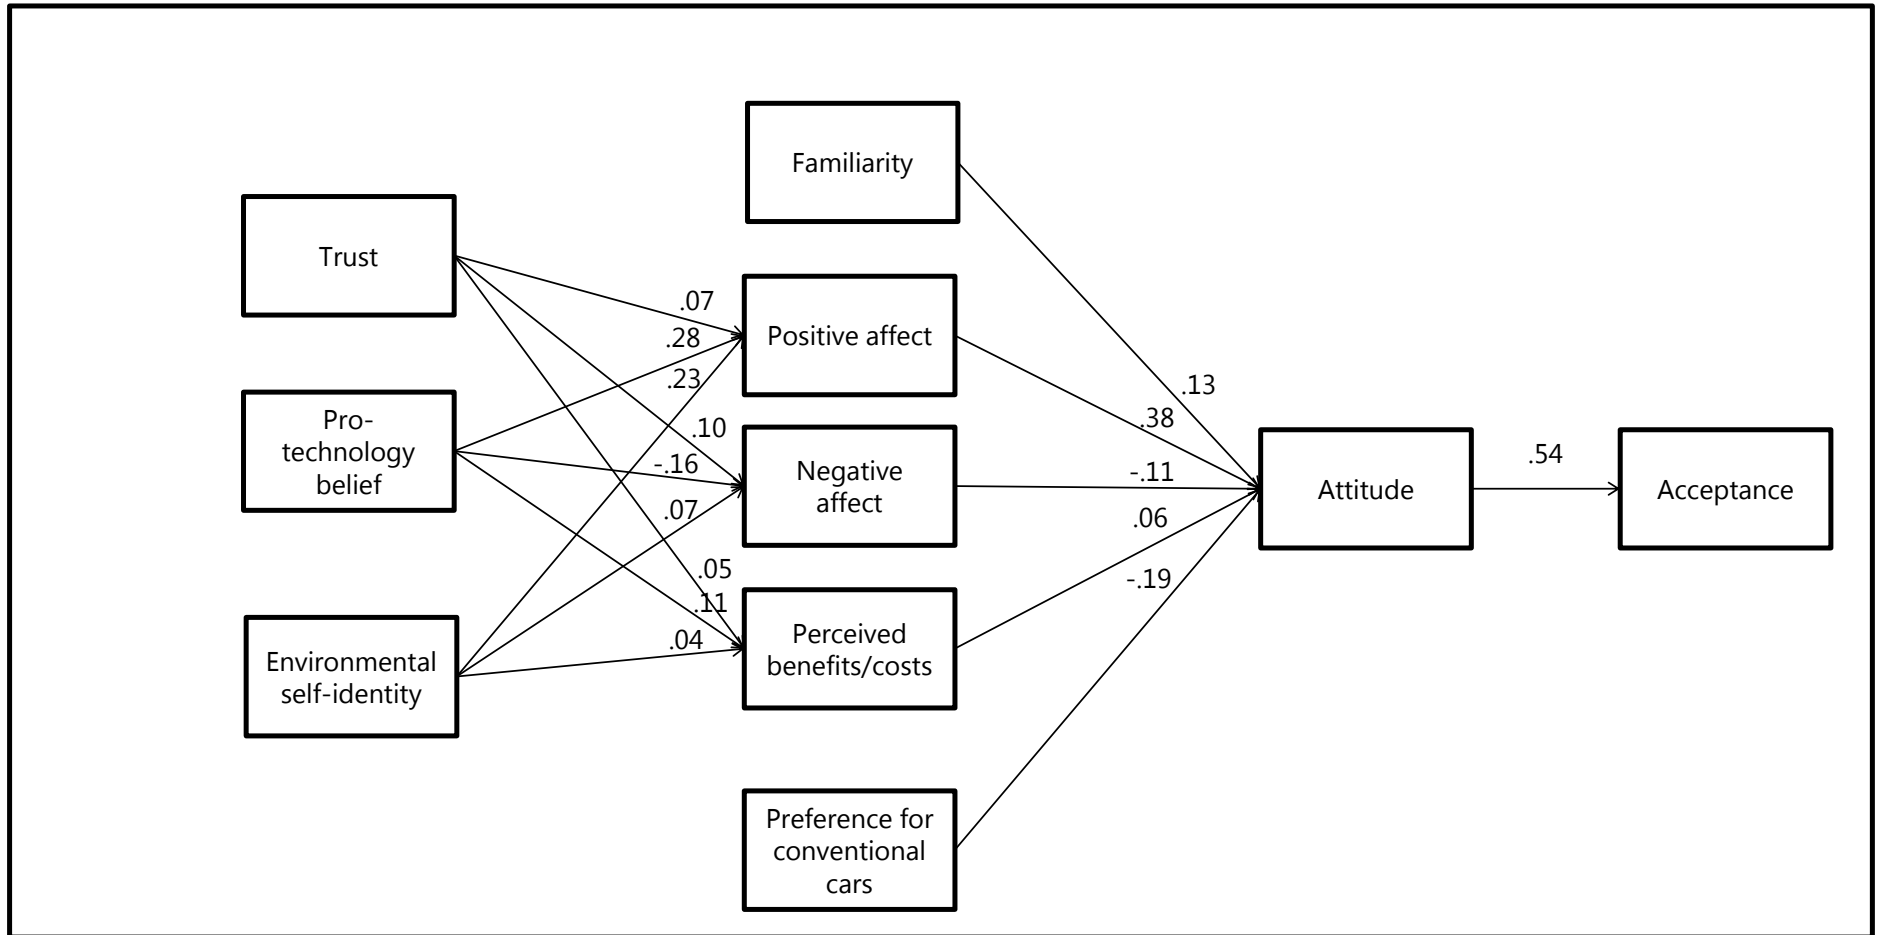 Familiarity
Trust
.07
Positive affect
.28
.23
.13
.38
Pro-
technology
belief
.10
-.16
Negative
affect
-.11
.54
Attitude
Acceptance
.07
.06
.05
.11
-.19
.04
Perceived
benefits/costs
Environmental
self-identity
Preference for
conventional
cars